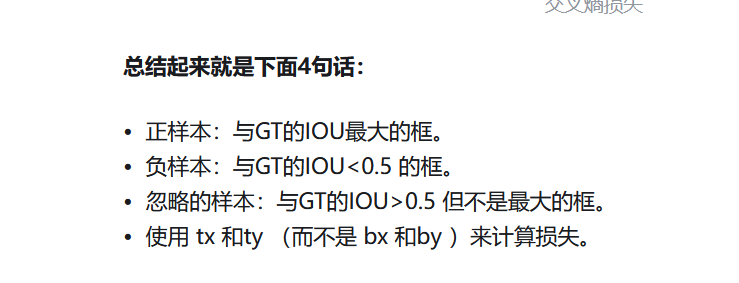 交叉熵损失
总结起来就是下面4句话：
• 正样本：与GT的IOU最大的框。
• 负样本：与GT的IOU<0.5 的框。
• 忽略的样本：与GT的IOU>0.5 但不是最大的框。
• 使用 tx 和ty （而不是 bx 和by ）来计算损失。